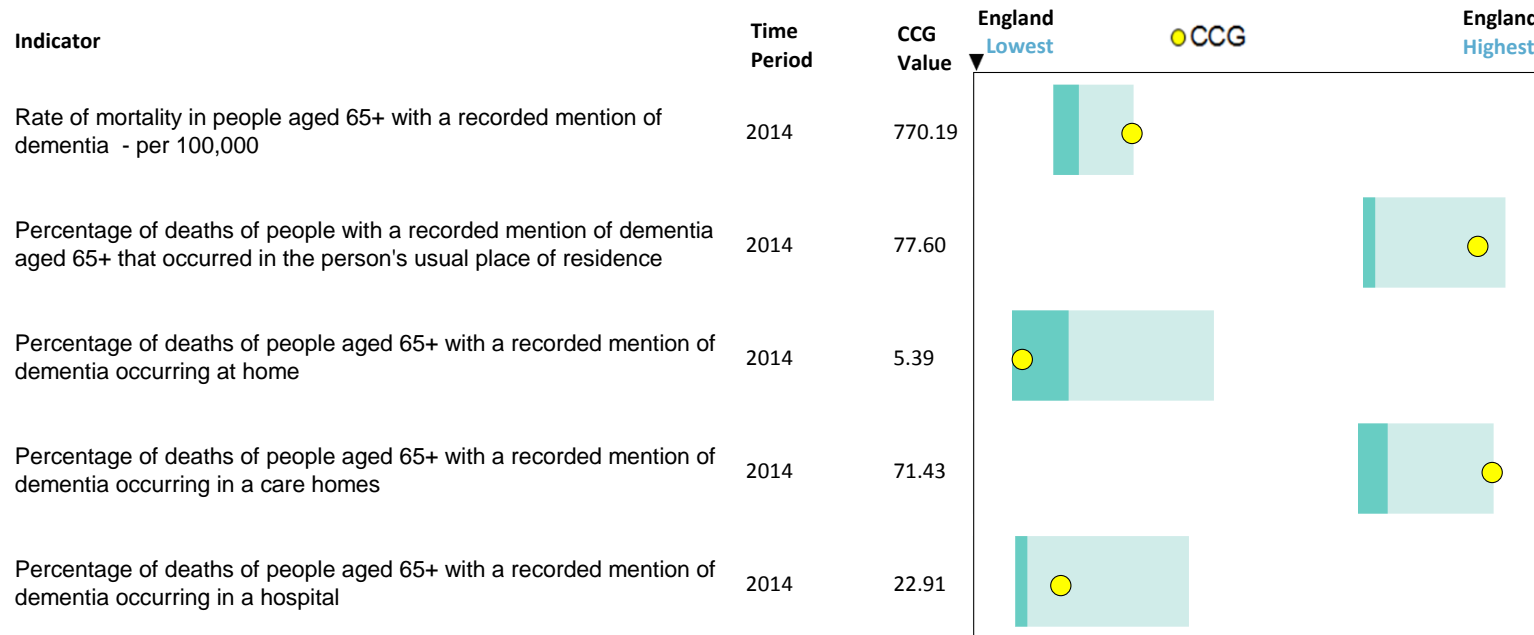 Indicator
Time
Period
CCG
Value
England
Lowest
CCG
England
Highest
Rate of mortality in people aged 65+ with a recorded mention of
dementia - per 100,000
2014
770.19
Percentage of deaths of people with a recorded mention of dementia
aged 65+ that occurred in the person's usual place of residence
2014
77.60
Percentage of deaths of people aged 65+ with a recorded mention of
dementia occurring at home
2014
5.39
Percentage of deaths of people aged 65+ with a recorded mention of
dementia occurring in a care homes
2014
71.43
Percentage of deaths of people aged 65+ with a recorded mention of
dementia occurring in a hospital
2014
22.91